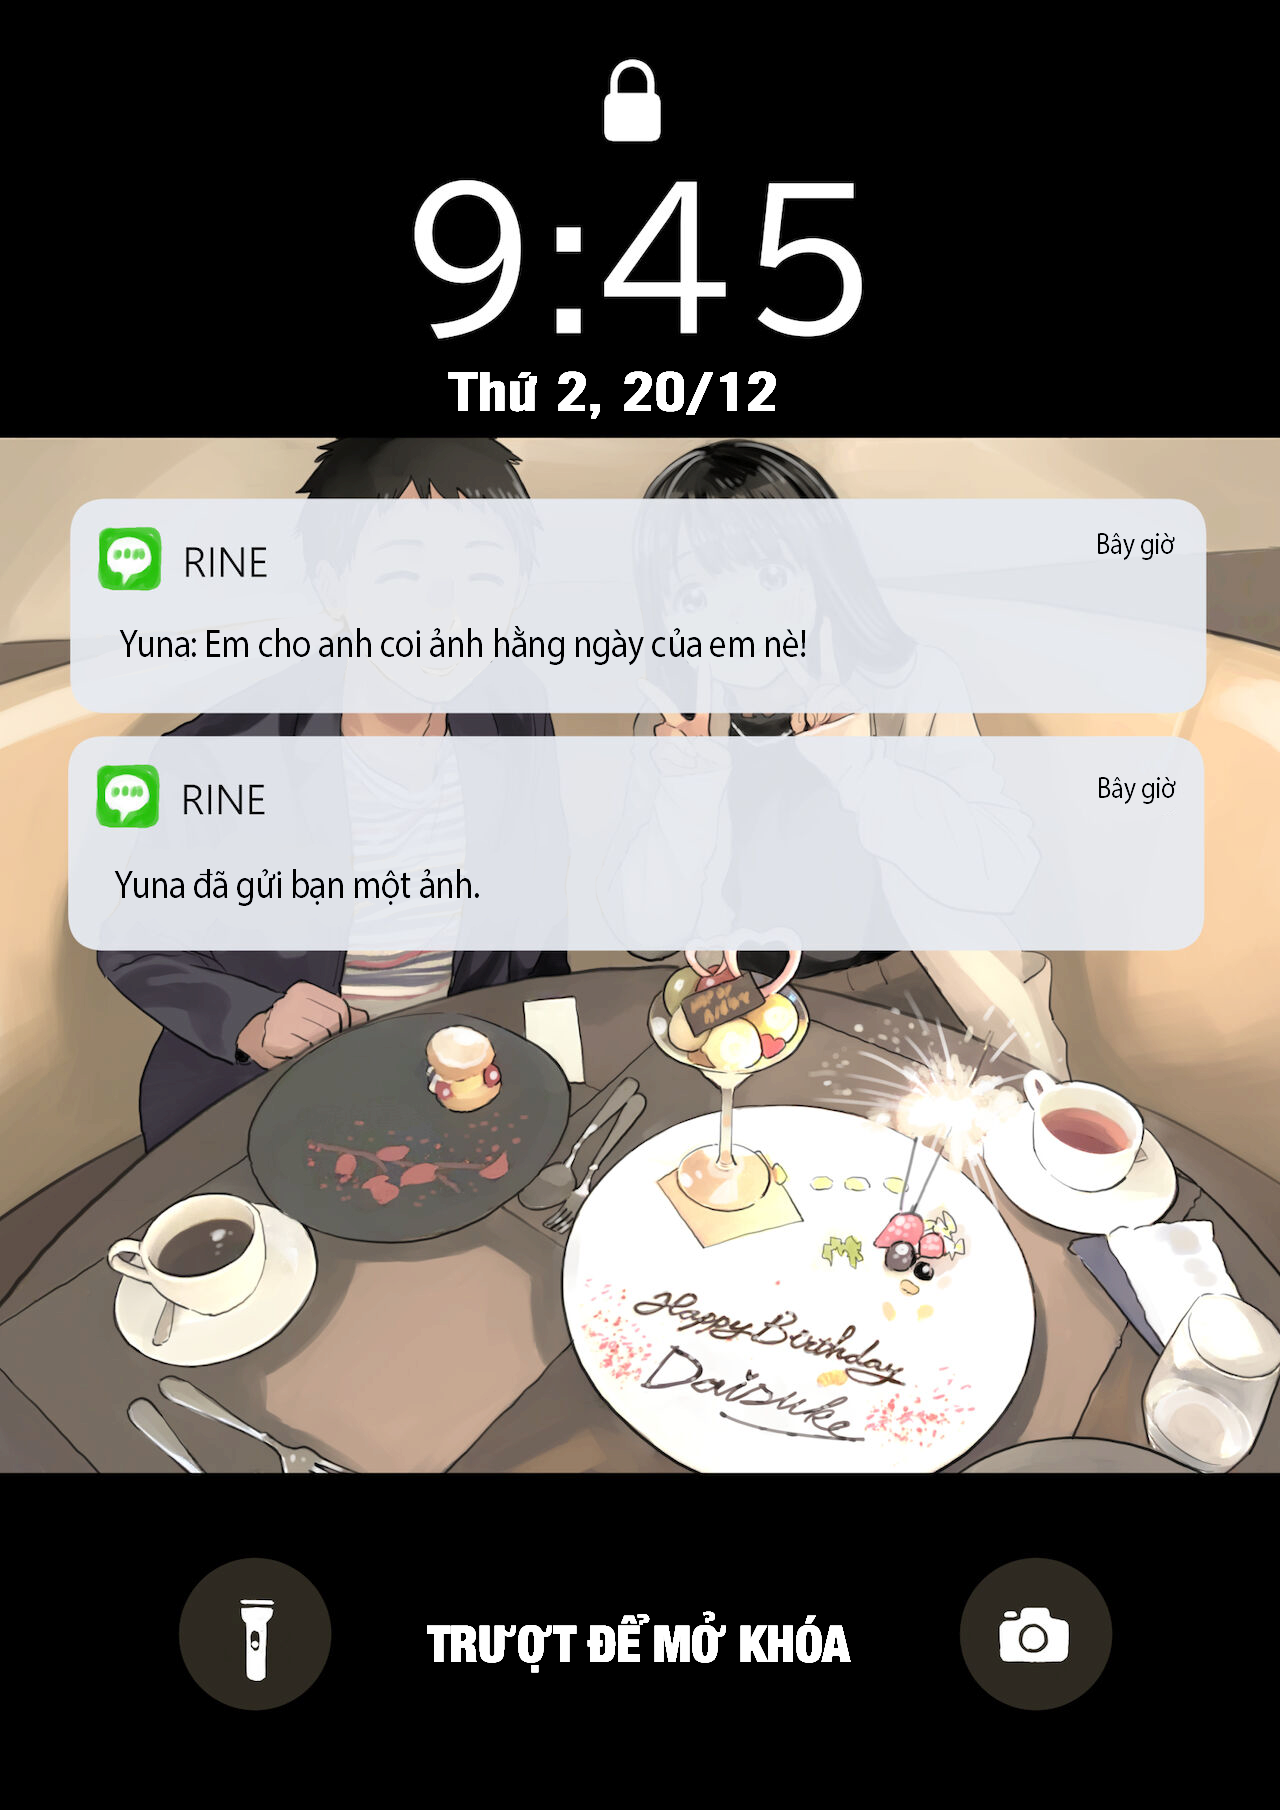 9:45
Thứ 2, 20/12
RINE
Bây giờ
Yuna: Em cho anh coi ảnh hằng ngày của em nè!
RINE
Bây giờ
Yuna đã gửi bạn một ảnh.
Happy Birthday
Daisuke
TRƯỢT ĐỂ MỞ KHÓA